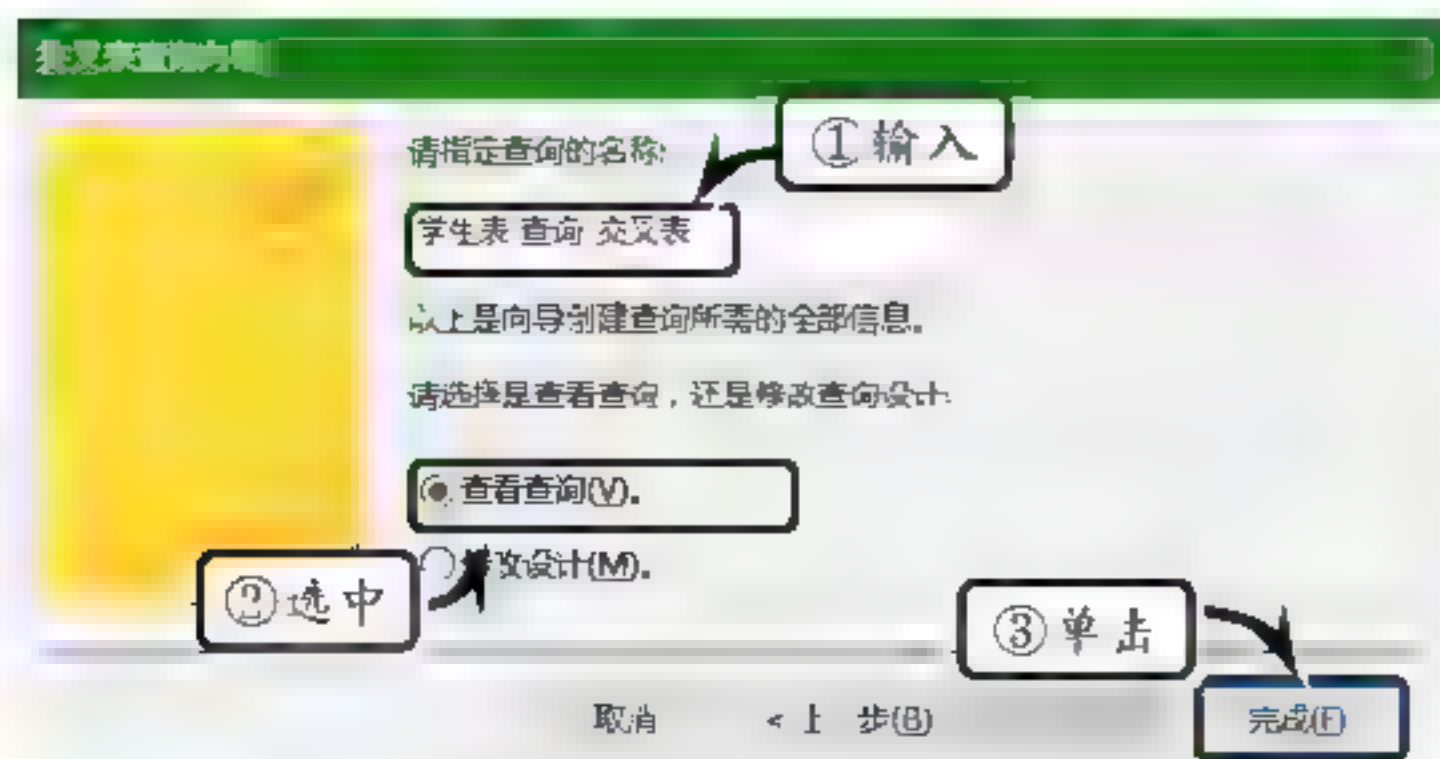 请指定查询的名称:
①输入
学生表 查询 交叉表
以上是向导创建查询所需的全部信息。
请选择是查看查询，还是修改查询设计:
查看查询(V)。
修改设计(M)。
②选中
③单击
取消
< 上一步(B)
完成(F)